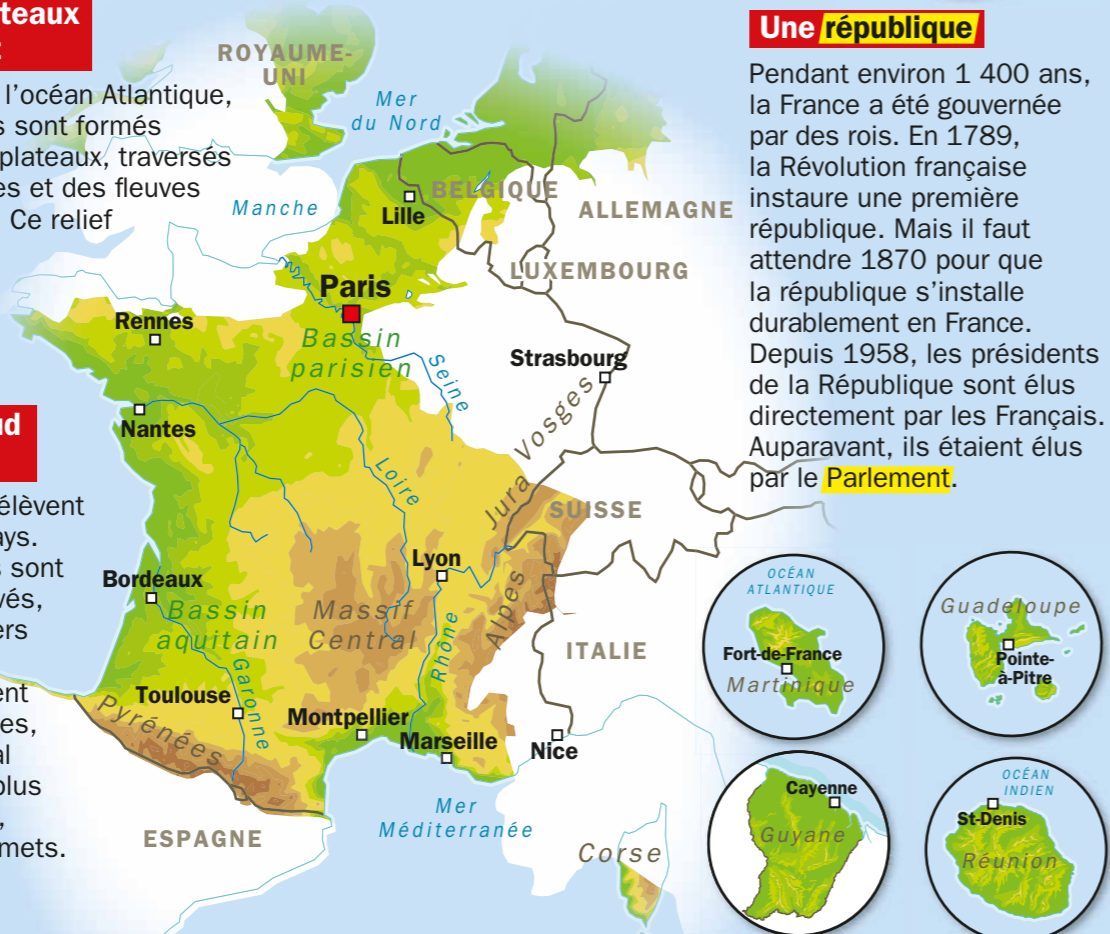 teaux
:
l'océan Atlantique,
s sont formés
plateaux, traversés
es et des fleuves
Ce relief
ud
élèvent
ays.
s sont
vés,
ers
ent
es,
al
plus
,
mets.
ROYAUME-
UNI
Mer
du Nord
Manche
BELGIQUE
Lille
ALLEMAGNE
LUXEMBOURG
Paris
Bassin
parisien
Rennes
Seine
Strasbourg
Vosges
Nantes
Loire
Jura
SUISSE
Lyon
Bordeaux
Bassin
aquitain
Massif
Central
Rhône
Alpes
ITALIE
Garonne
Toulouse
Pyrénées
Montpellier
Marseille
Nice
Mer
Méditerranée
ESPAGNE
Corse
Une république
Pendant environ 1 400 ans,
la France a été gouvernée
par des rois. En 1789,
la Révolution française
instaure une première
république. Mais il faut
attendre 1870 pour que
la république s'installe
durablement en France.
Depuis 1958, les présidents
de la République sont élus
directement par les Français.
Auparavant, ils étaient élus
par le Parlement.
OCÉAN
ATLANTIQUE
Fort-de-France
Martinique
Guadeloupe
Pointe-
à-Pitre
Cayenne
Guyane
OCÉAN
INDIEN
St-Denis
Réunion